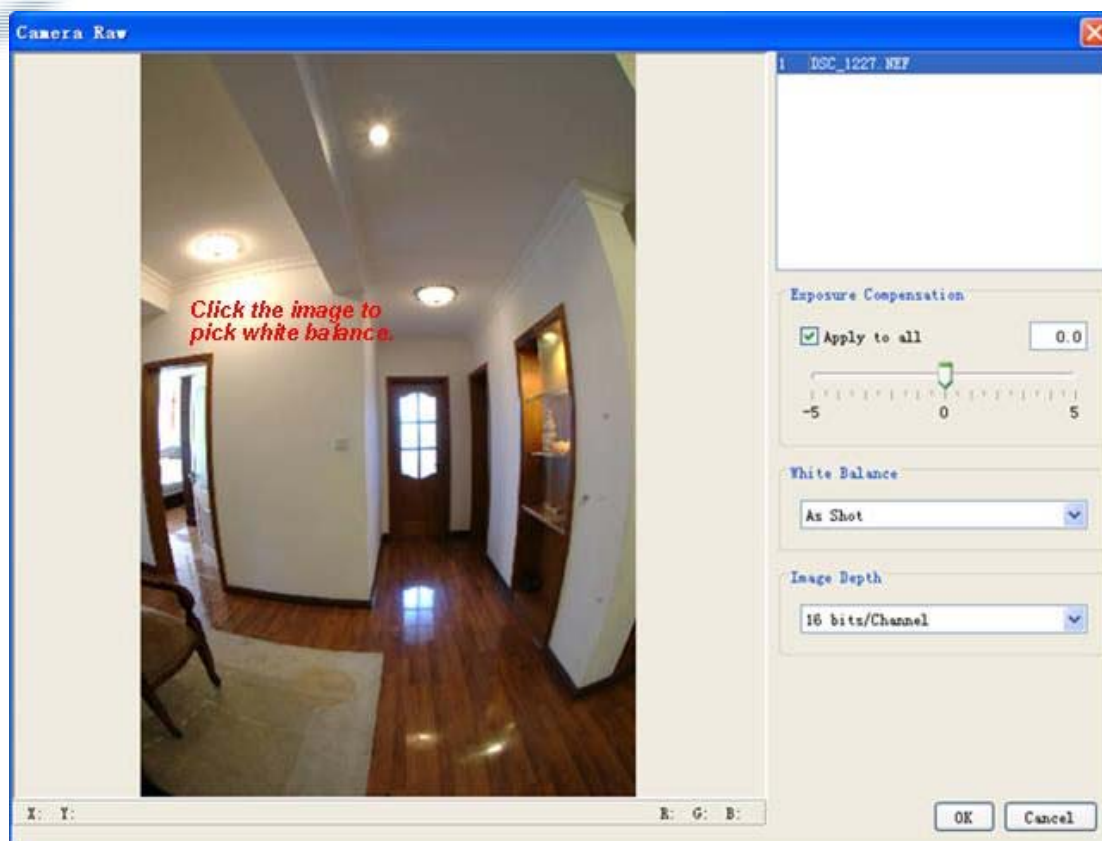 Camera Raw
1 DSC_1227.NEF
Click the image to
pick white balance.
Exposure Compensation
Apply to all 0.0
-5 0 5
White Balance
As Shot
Image Depth
16 bits/Channel
X: Y: R: G: B:
OK Cancel